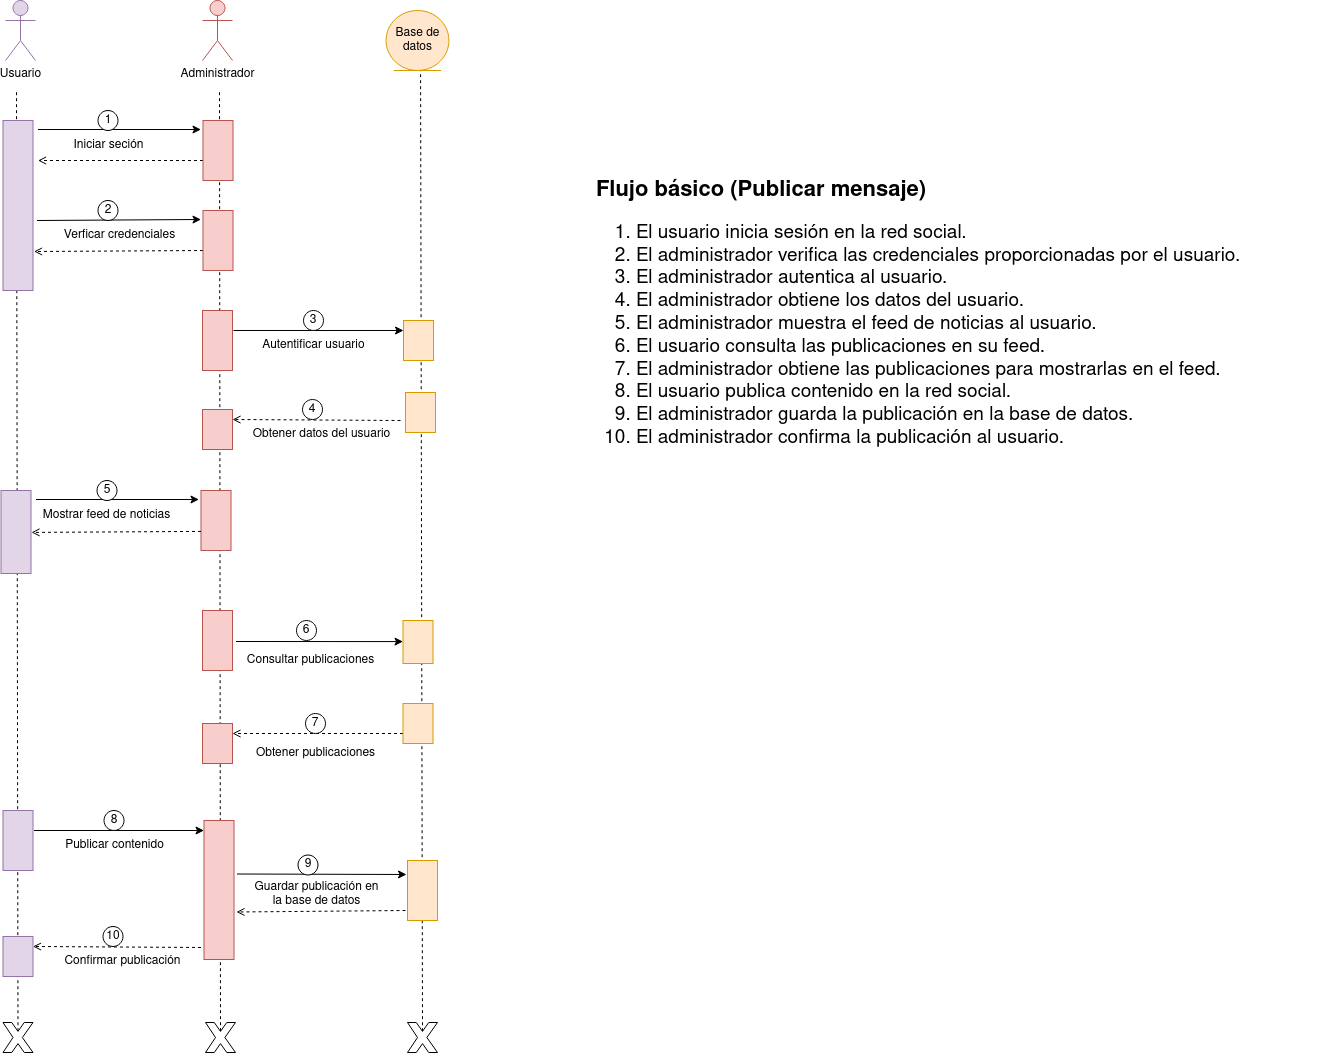 Usuario
Administrador
Base de
datos
1
Iniciar seción
2
Verficar credenciales
3
Autentificar usuario
4
Obtener datos del usuario
5
Mostrar feed de noticias
6
Consultar publicaciones
7
Obtener publicaciones
8
Publicar contenido
9
Guardar publicación en
la base de datos
10
Confirmar publicación
Flujo básico (Publicar mensaje)
1. El usuario inicia sesión en la red social.
2. El administrador verifica las credenciales proporcionadas por el usuario.
3. El administrador autentica al usuario.
4. El administrador obtiene los datos del usuario.
5. El administrador muestra el feed de noticias al usuario.
6. El usuario consulta las publicaciones en su feed.
7. El administrador obtiene las publicaciones para mostrarlas en el feed.
8. El usuario publica contenido en la red social.
9. El administrador guarda la publicación en la base de datos.
10. El administrador confirma la publicación al usuario.